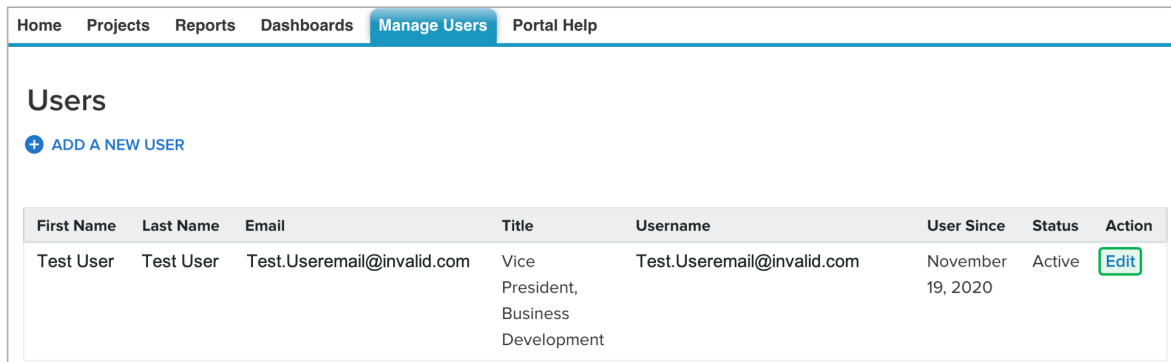 Home Projects Reports Dashboards Manage Users Portal Help
Users
ADD A NEW USER
First Name Last Name Email Title Username User Since Status Action
Test User Test User Test.Useremail@invalid.com Vice Test.Useremail@invalid.com November Active Edit
President, 19, 2020
Business
Development